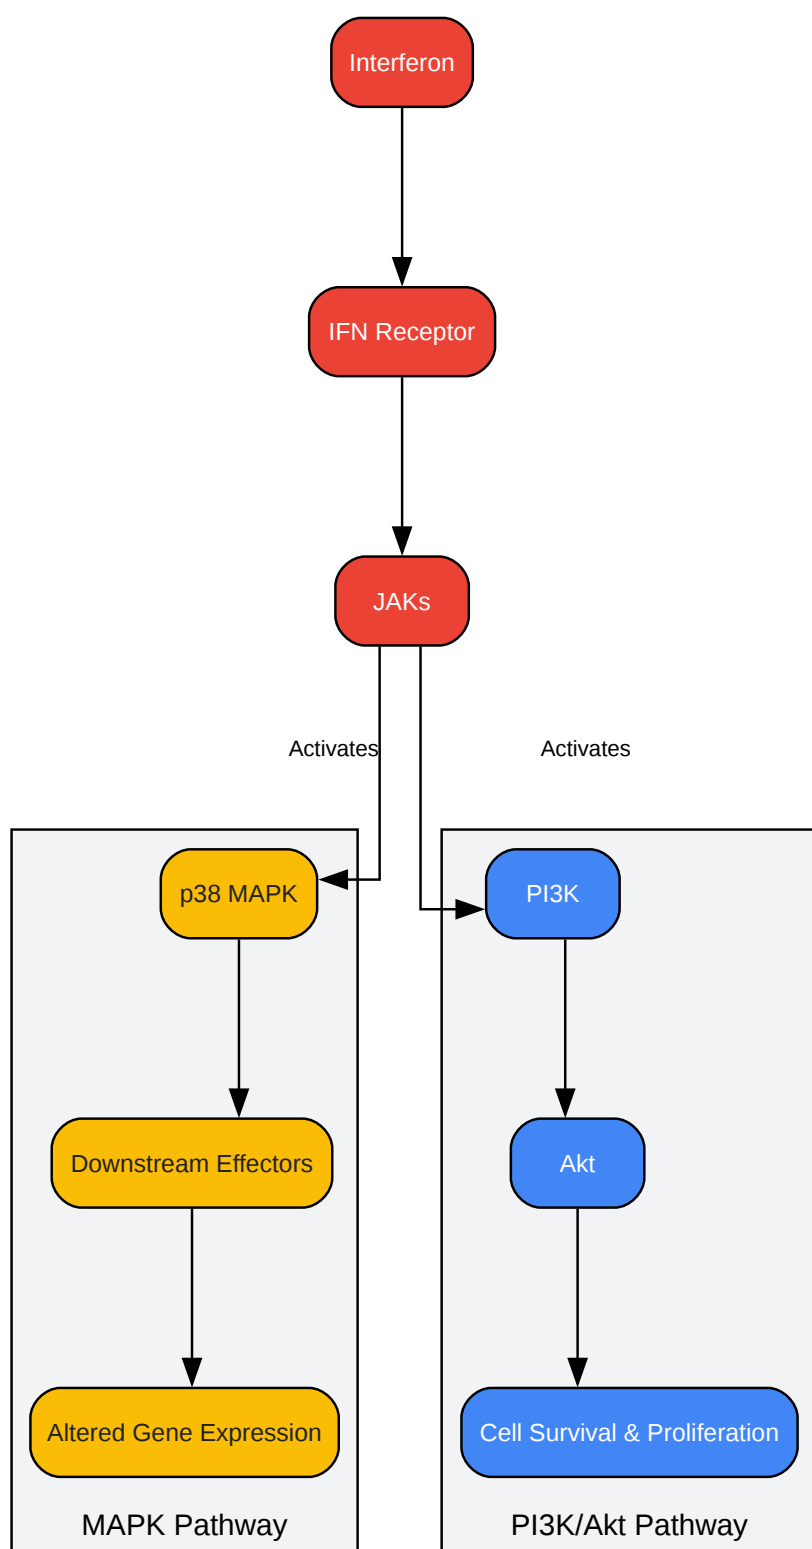 Interferon
IFN Receptor
JAKs
Activates
Activates
p38 MAPK
PI3K
Downstream Effectors
Akt
Altered Gene Expression
Cell Survival & Proliferation
MAPK Pathway
PI3K/Akt Pathway